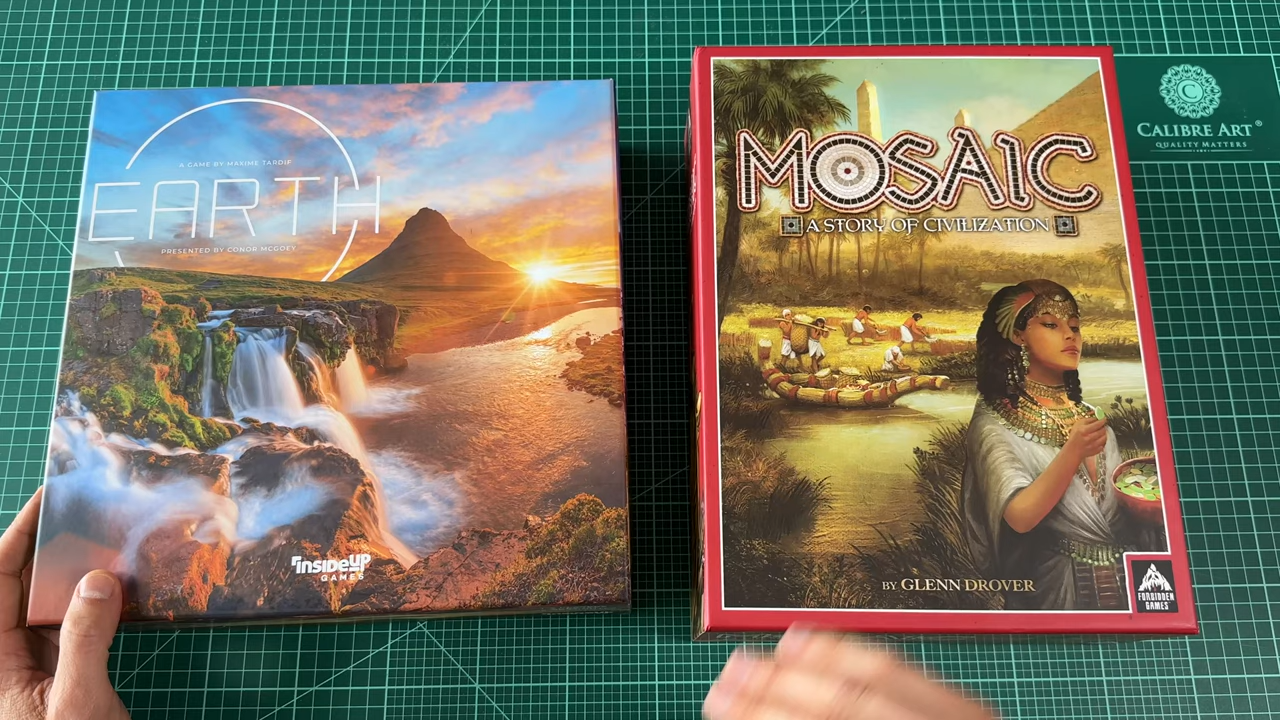 A GAME BY MAXIME TARDIF
EARTH
PRESENTED BY CONOR MCGOEY
INSIDEUP
GAMES
MOSAIC
A STORY OF CIVILIZATION
BY GLENN DROVER
FORBIDDEN
GAMES
C
CALIBRE ART®
QUALITY MATTERS